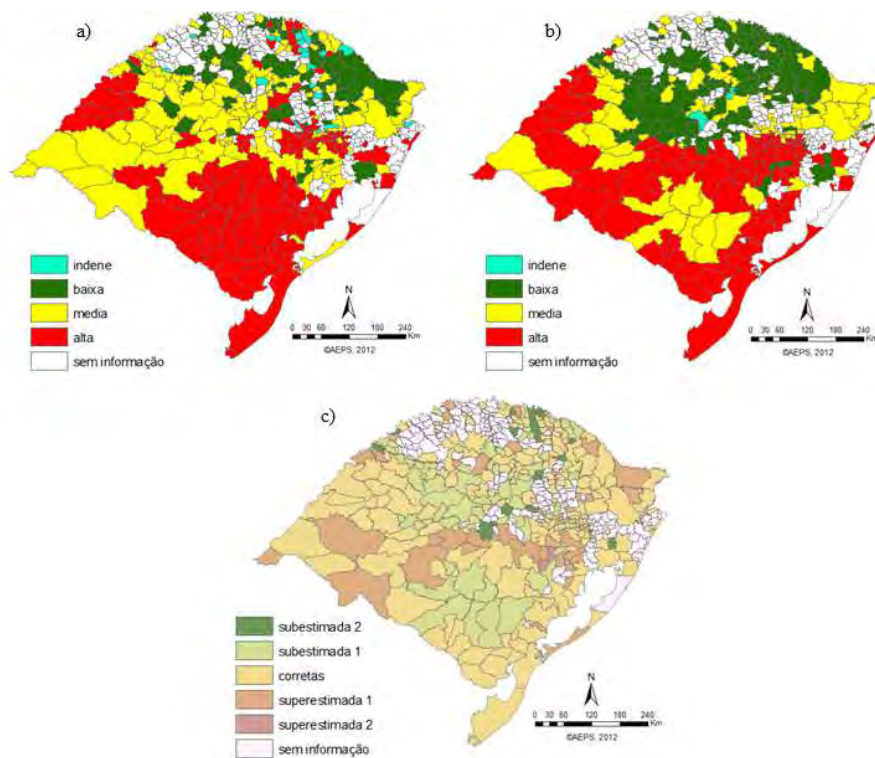 a)
indene
baixa
media
alta
sem informação
N
0 30 60 120 180 240
Km
©AEPS, 2012
b)
indene
baixa
media
alta
sem informação
N
0 30 60 120 180 240
Km
©AEPS, 2012
c)
subestimada 2
subestimada 1
corretas
superestimada 1
superestimada 2
sem informação
N
0 30 60 120 180 240
Km
©AEPS, 2012